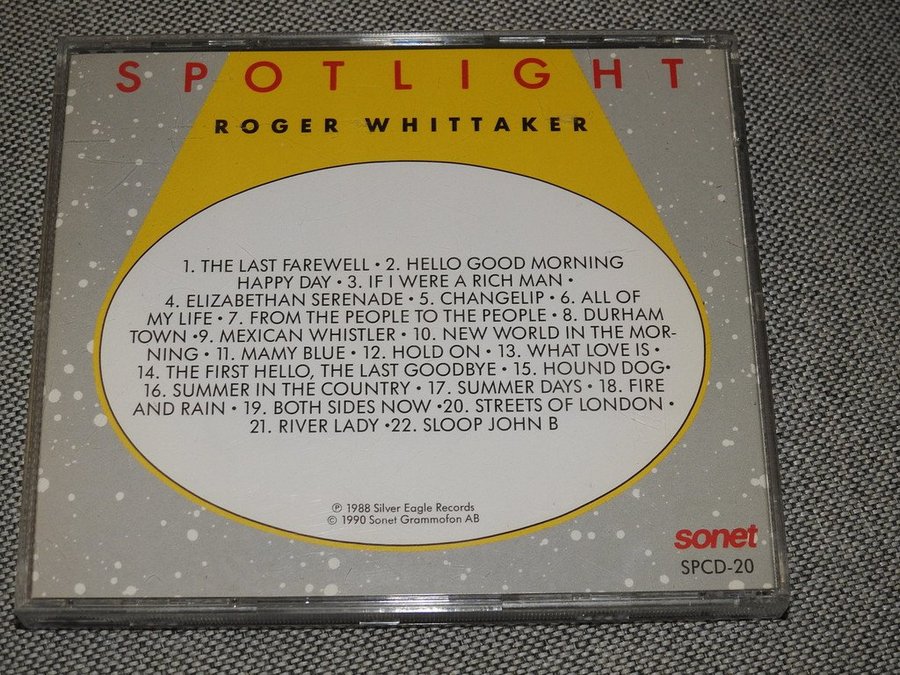 SPOTLIGHT
ROGER WHITTAKER
1. THE LAST FAREWELL • 2. HELLO GOOD MORNING
HAPPY DAY • 3. IF I WERE A RICH MAN •
4. ELIZABETHAN SERENADE • 5. CHANGELIP • 6. ALL OF
MY LIFE • 7. FROM THE PEOPLE TO THE PEOPLE • 8. DURHAM
TOWN •9. MEXICAN WHISTLER • 10. NEW WORLD IN THE MOR-
NING • 11. MAMY BLUE • 12. HOLD ON • 13. WHAT LOVE IS •
14. THE FIRST HELLO, THE LAST GOODBYE • 15. HOUND DOG•
16. SUMMER IN THE COUNTRY • 17. SUMMER DAYS • 18. FIRE
AND RAIN • 19. BOTH SIDES NOW •20. STREETS OF LONDON •
21. RIVER LADY •22. SLOOP JOHN B
℗ 1988 Silver Eagle Records
© 1990 Sonet Grammofon AB
sonet
SPCD-20